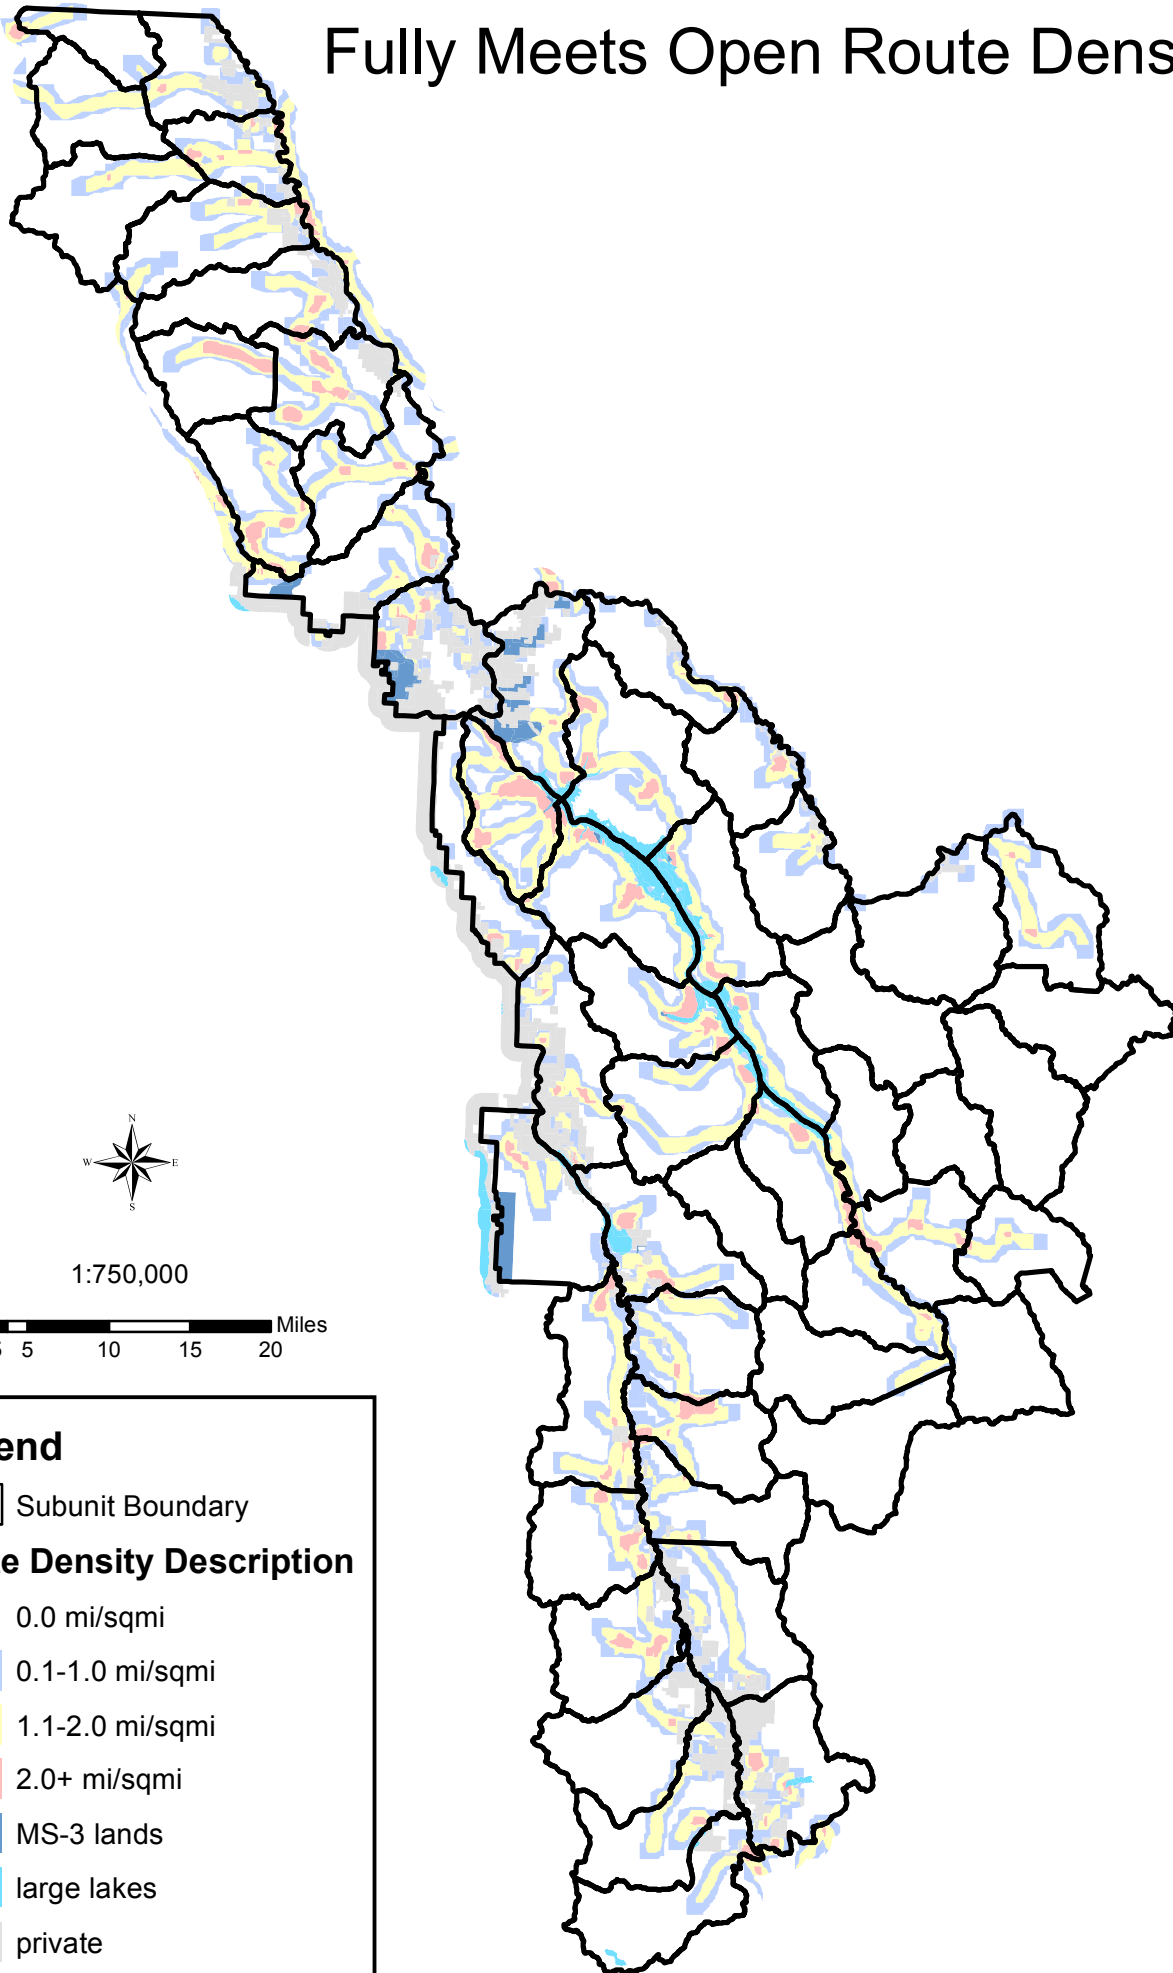 Fully Meets Open Route Dens
N
W E
S
1:750,000
Miles
5 10 15 20
end
Subunit Boundary
e Density Description
0.0 mi/sqmi
0.1-1.0 mi/sqmi
1.1-2.0 mi/sqmi
2.0+ mi/sqmi
MS-3 lands
large lakes
private